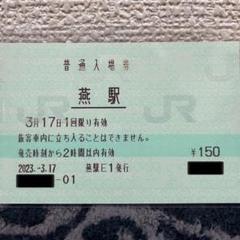 普通入場券
燕駅
3月17日1回限り有効
旅客車内に立ち入ることはできません。
発売時刻から2時間以内有効
¥150
2023.-3.17 燕駅E1発行
-01